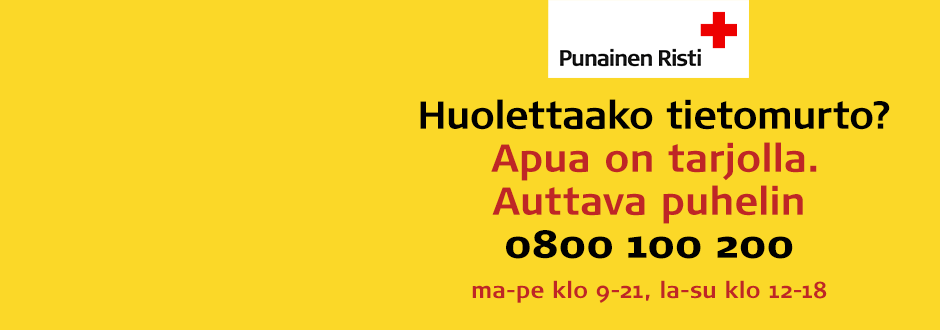 Punainen Risti
Huolettaako tietomurto?
Apua on tarjolla.
Auttava puhelin
0800 100 200
ma-pe klo 9-21, la-su klo 12-18